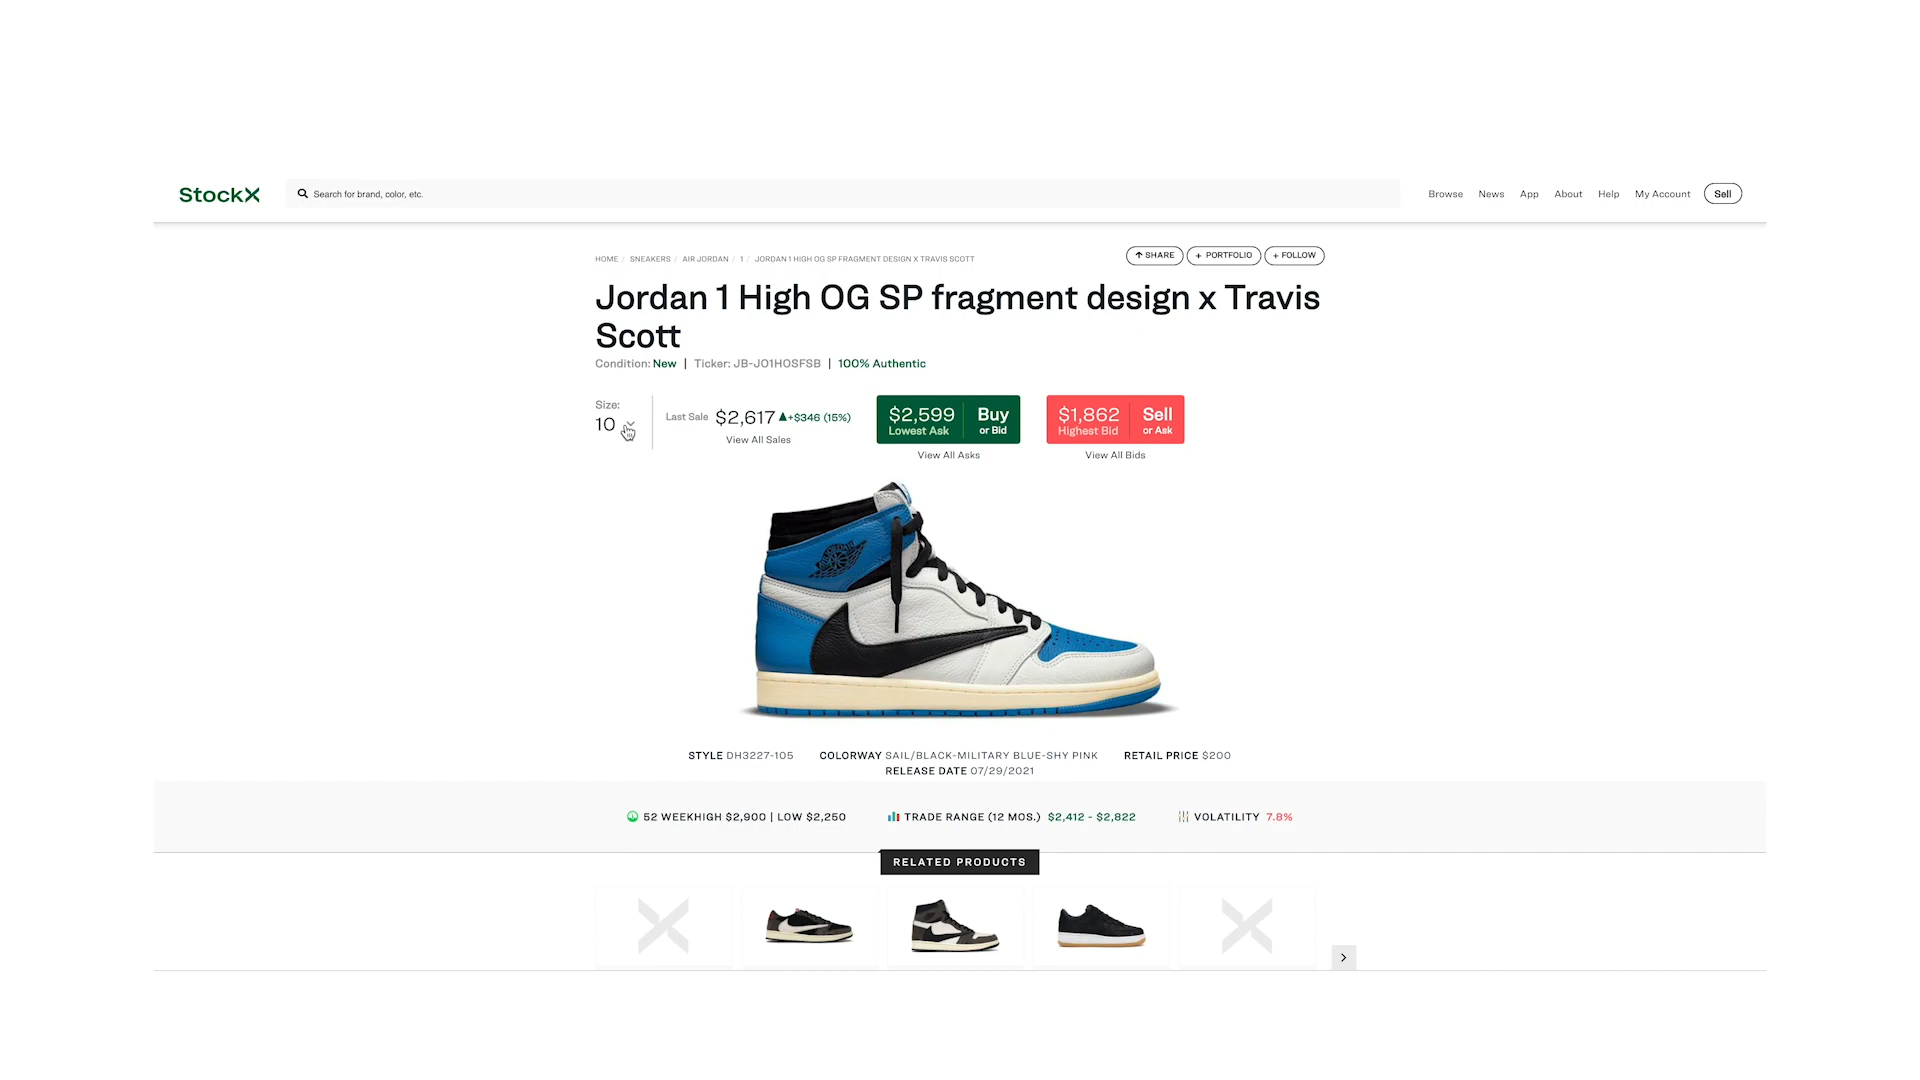 StockX
Search for brand, color, etc.
Browse News App About Help My Account Sell
HOME / SNEAKERS / AIR JORDAN / 1 / JORDAN 1 HIGH OG SP FRAGMENT DESIGN X TRAVIS SCOTT
SHARE + PORTFOLIO + FOLLOW
Jordan 1 High OG SP fragment design x Travis
Scott
Condition: New | Ticker: JB-JO1HOSFSB | 100% Authentic
Size:
10
Last Sale $2,617 ▲+$346 (15%)
View All Sales
$2,599 Buy
Lowest Ask or Bid
View All Asks
$1,862 Sell
Highest Bid or Ask
View All Bids
STYLE DH3227-105 COLORWAY SAIL/BLACK-MILITARY BLUE-SHY PINK RETAIL PRICE $200
RELEASE DATE 07/29/2021
52 WEEKHIGH $2,900 | LOW $2,250 TRADE RANGE (12 MOS.) $2,412 - $2,822 VOLATILITY 7.8%
RELATED PRODUCTS